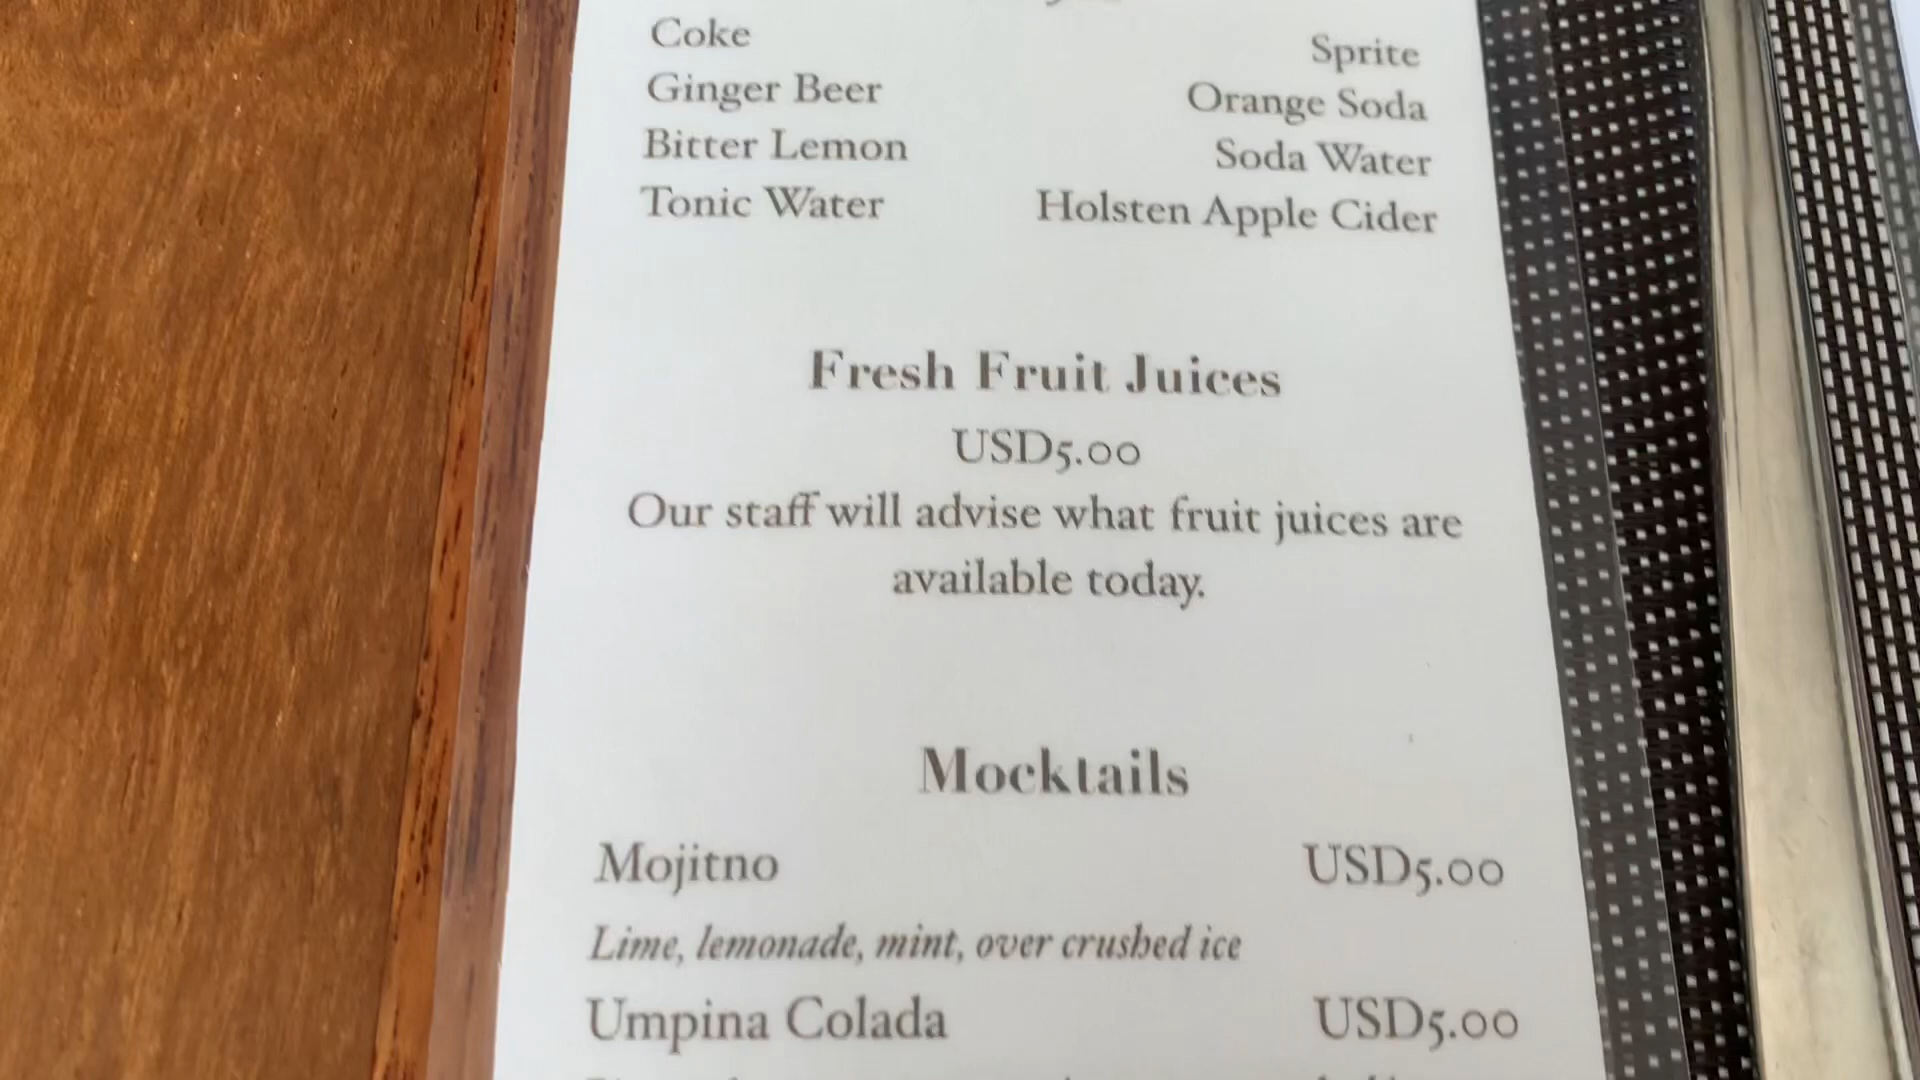 Coke Sprite
Ginger Beer Orange Soda
Bitter Lemon Soda Water
Tonic Water Holsten Apple Cider
Fresh Fruit Juices
USD5.00
Our staff will advise what fruit juices are
available today.
Mocktails
Mojitno USD5.00
Lime, lemonade, mint, over crushed ice
Umpina Colada USD5.00